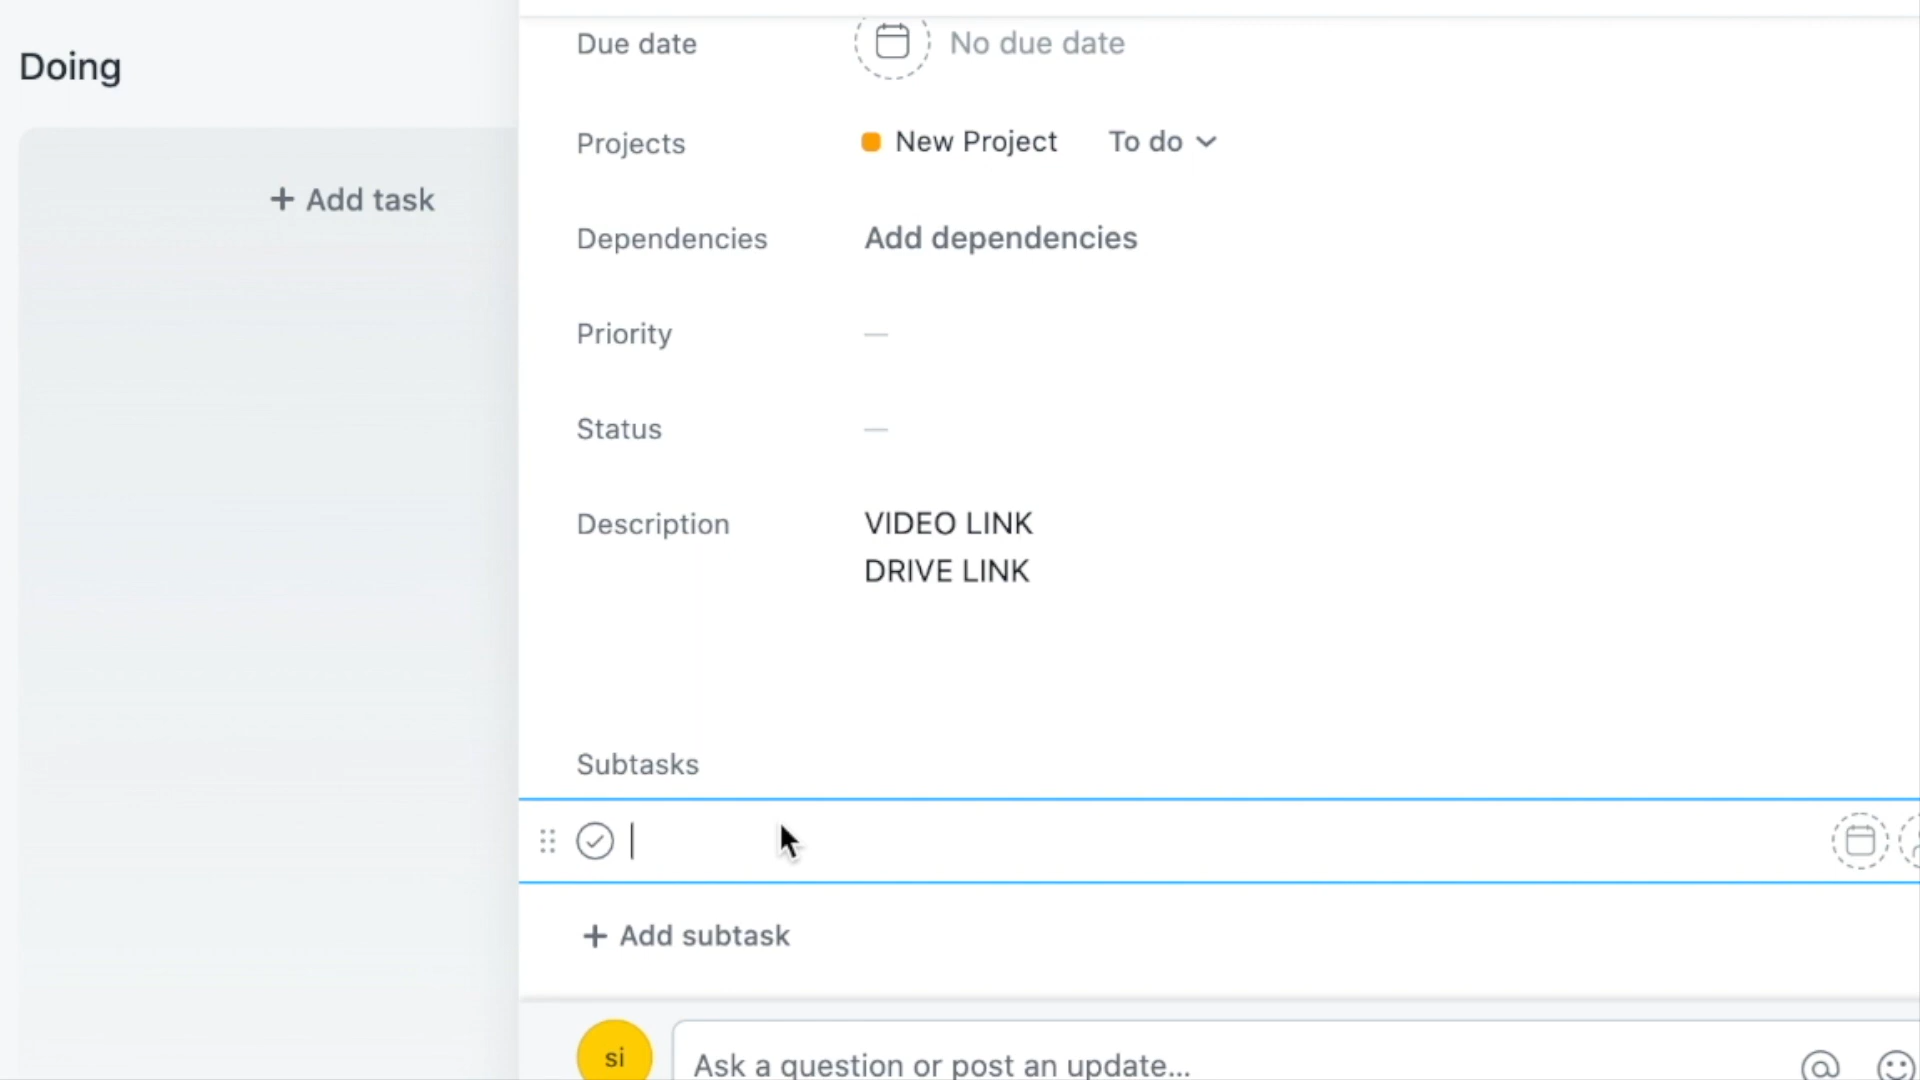 Doing
+ Add task
Due date No due date
Projects New Project To do
Dependencies Add dependencies
Priority —
Status —
Description VIDEO LINK
DRIVE LINK
Subtasks
+ Add subtask
si
Ask a question or post an update...